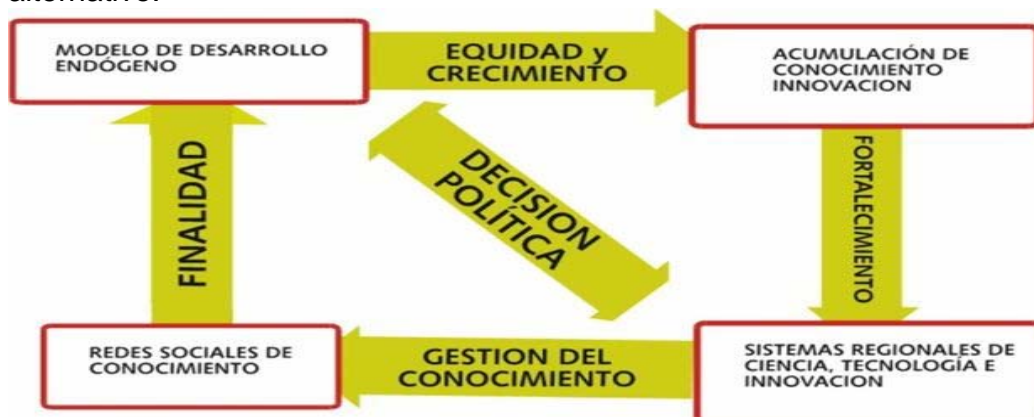 alternativo.
MODELO DE DESARROLLO
ENDÓGENO
EQUIDAD y
CRECIMIENTO
ACUMULACIÓN DE
CONOCIMIENTO
INNOVACION
DECISION
POLÍTICA
FINALIDAD
FORTALECIMIENTO
REDES SOCIALES DE
CONOCIMIENTO
GESTION DEL
CONOCIMIENTO
SISTEMAS REGIONALES DE
CIENCIA, TECNOLOGÍA E
INNOVACION